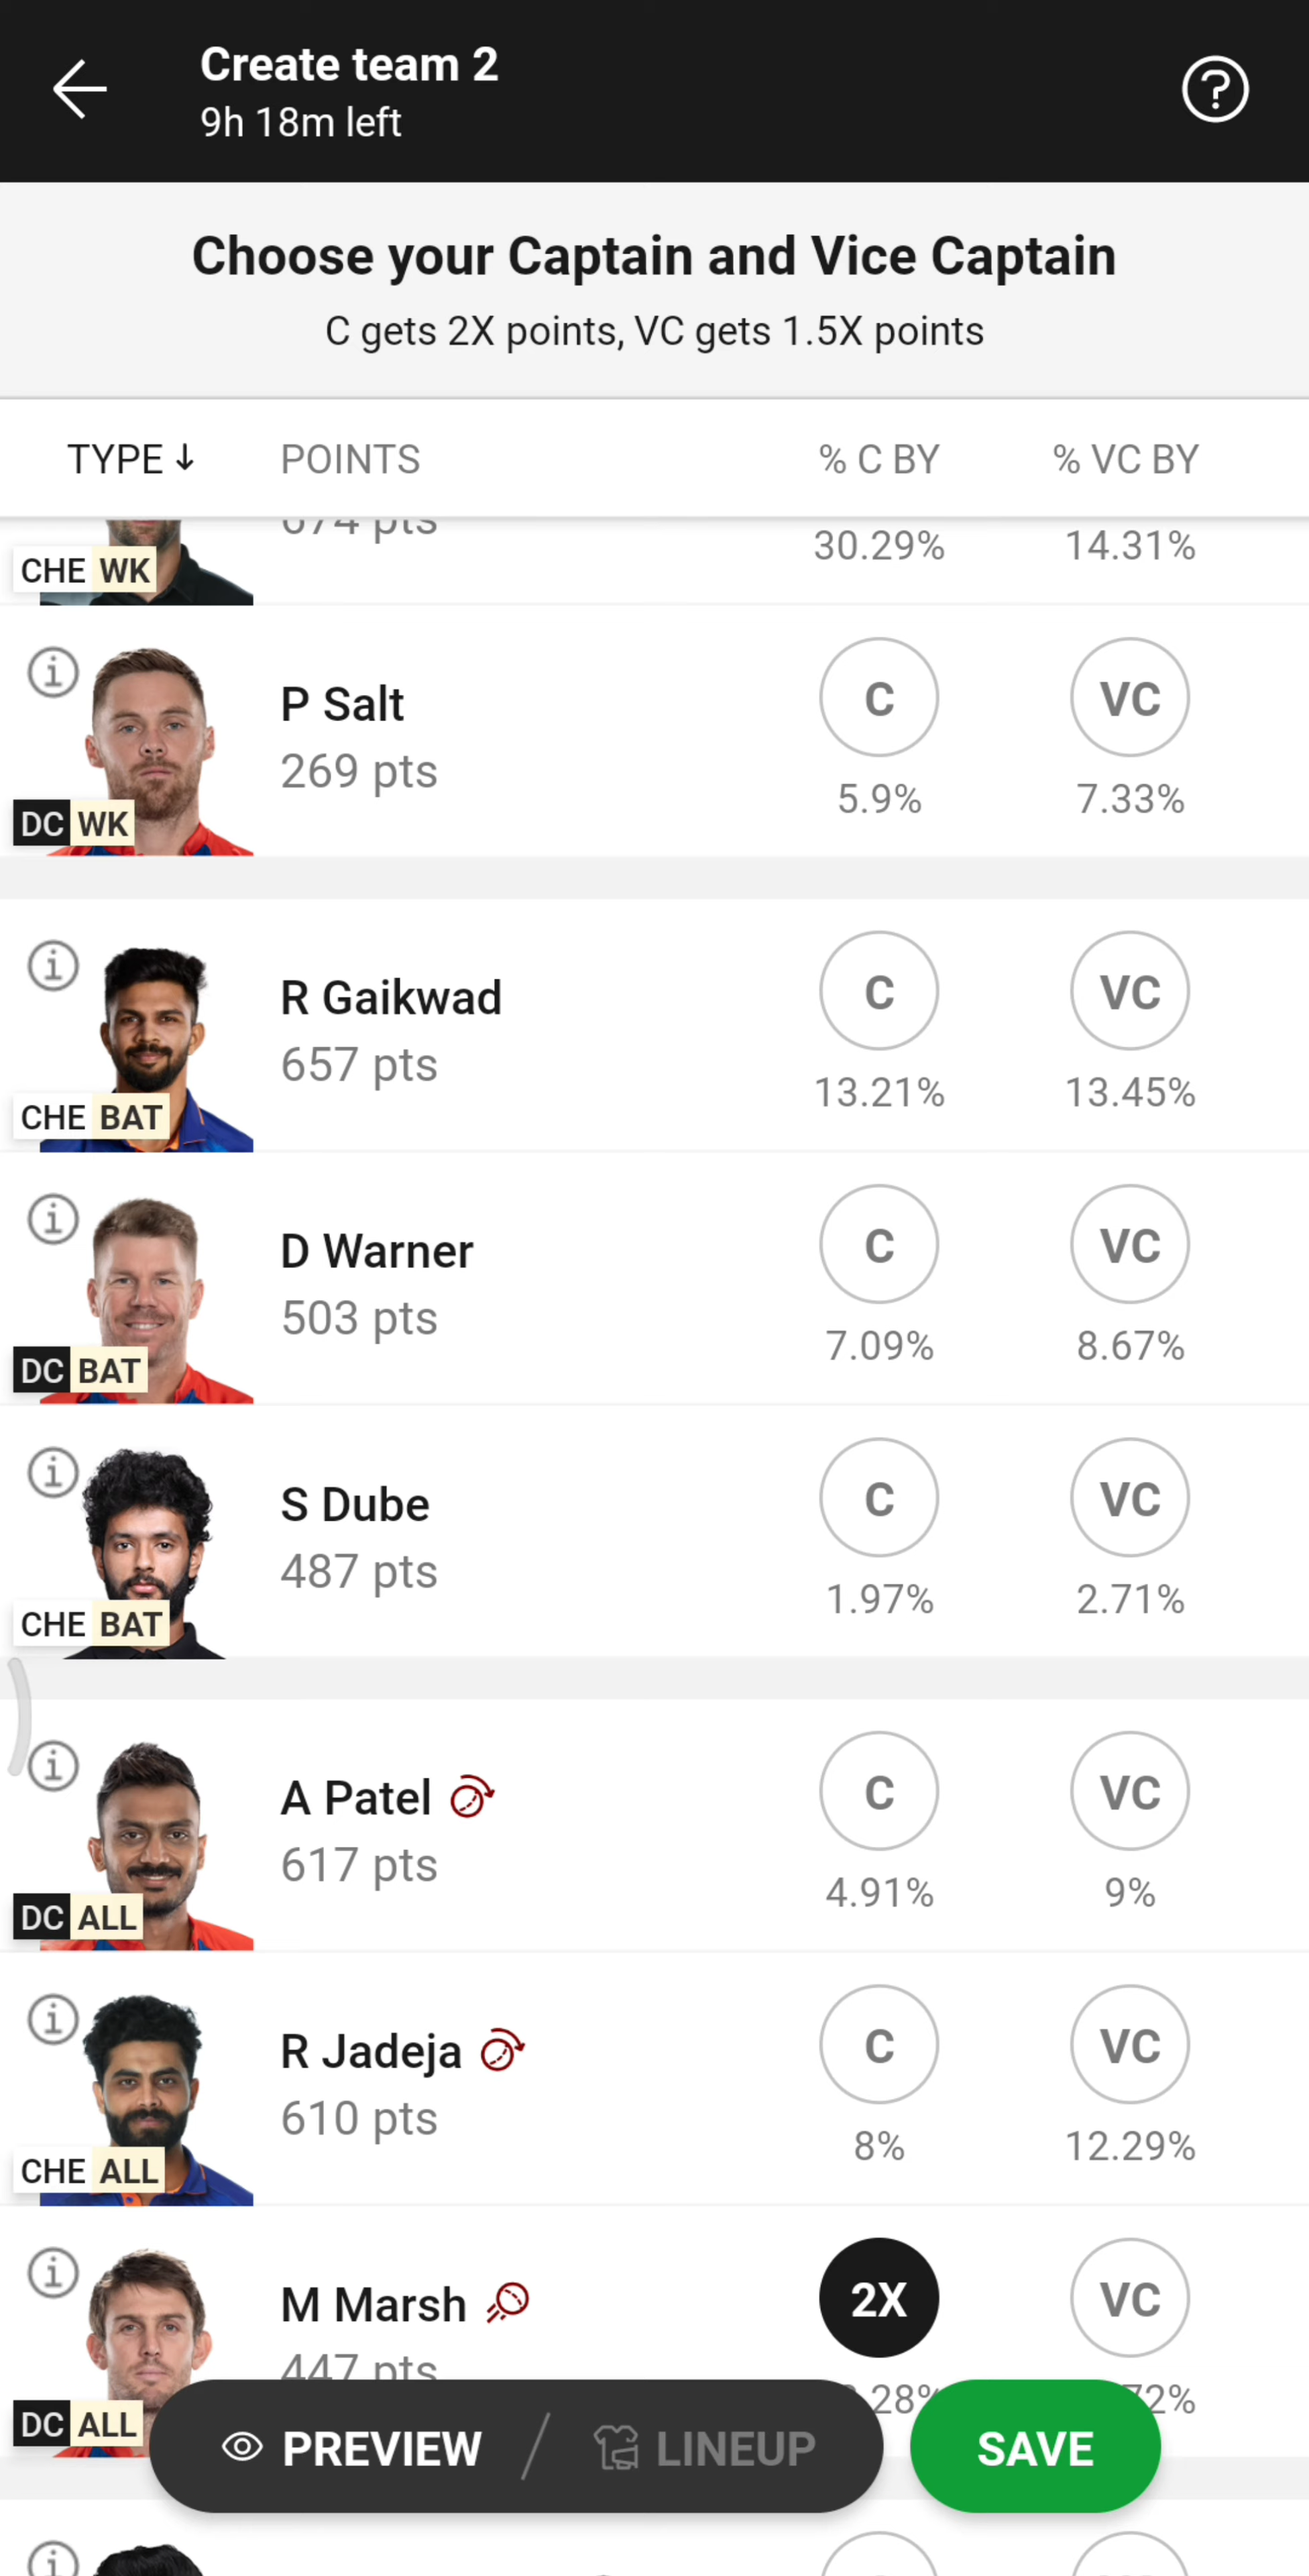 Create team 2
9h 18m left
Choose your Captain and Vice Captain
C gets 2X points, VC gets 1.5X points
TYPE ↓ POINTS % C BY % VC BY
674 pts
CHE WK 30.29% 14.31%
P Salt C VC
269 pts 5.9% 7.33%
DC WK
R Gaikwad C VC
657 pts 13.21% 13.45%
CHE BAT
D Warner C VC
503 pts 7.09% 8.67%
DC BAT
S Dube C VC
487 pts 1.97% 2.71%
CHE BAT
A Patel C VC
617 pts 4.91% 9%
DC ALL
R Jadeja C VC
610 pts 8% 12.29%
CHE ALL
M Marsh 2X VC
447 pts
DC ALL
PREVIEW / LINEUP SAVE